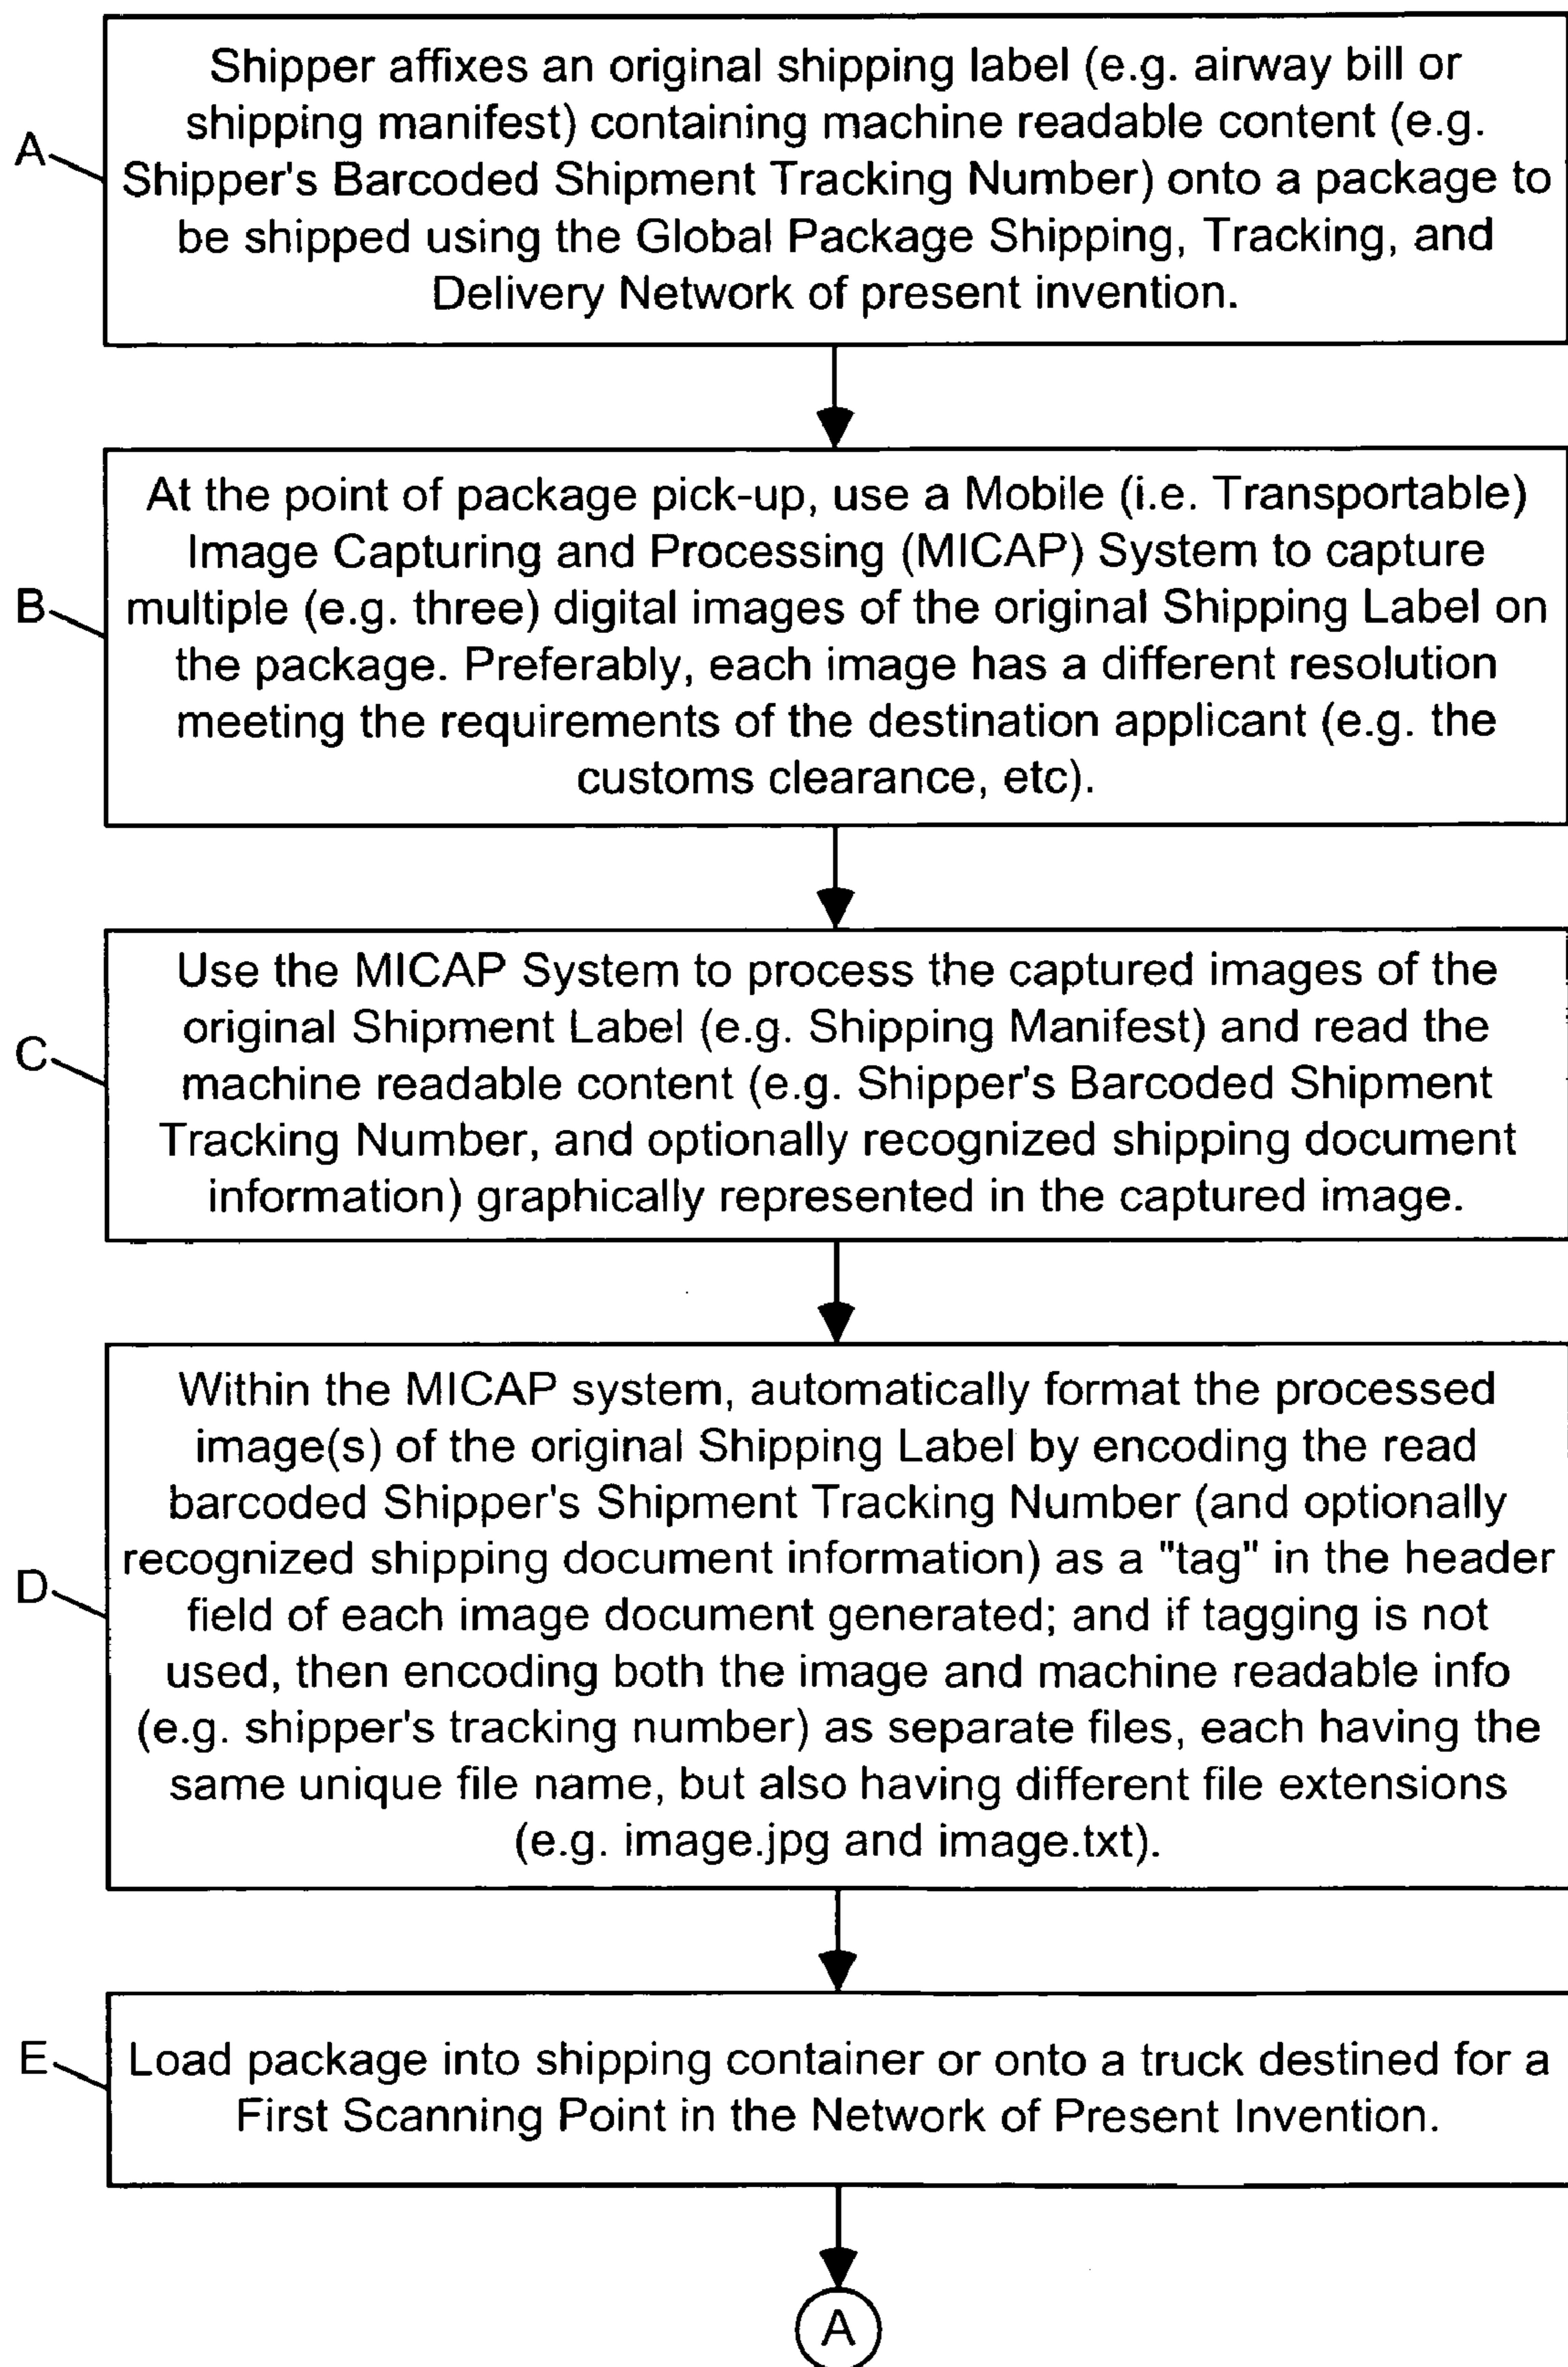 Shipper affixes an original shipping label (e.g. airway bill or
shipping manifest) containing machine readable content (e.g.
A
Shipper's Barcoded Shipment Tracking Number) onto a package to
be shipped using the Global Package Shipping, Tracking, and
Delivery Network of present invention.
At the point of package pick-up, use a Mobile (i.e. Transportable)
Image Capturing and Processing (MICAP) System to capture
B
multiple (e.g. three) digital images of the original Shipping Label on
the package. Preferably, each image has a different resolution
meeting the requirements of the destination applicant (e.g. the
customs clearance, etc).
Use the MICAP System to process the captured images of the
original Shipment Label (e.g. Shipping Manifest) and read the
C
machine readable content (e.g. Shipper's Barcoded Shipment
Tracking Number, and optionally recognized shipping document
information) graphically represented in the captured image.
Within the MICAP system, automatically format the processed
image(s) of the original Shipping Label by encoding the read
barcoded Shipper's Shipment Tracking Number (and optionally
recognized shipping document information) as a "tag" in the header
D
field of each image document generated; and if tagging is not
used, then encoding both the image and machine readable info
(e.g. shipper's tracking number) as separate files, each having the
same unique file name, but also having different file extensions
(e.g. image.jpg and image.txt).
E
Load package into shipping container or onto a truck destined for a
First Scanning Point in the Network of Present Invention.
A